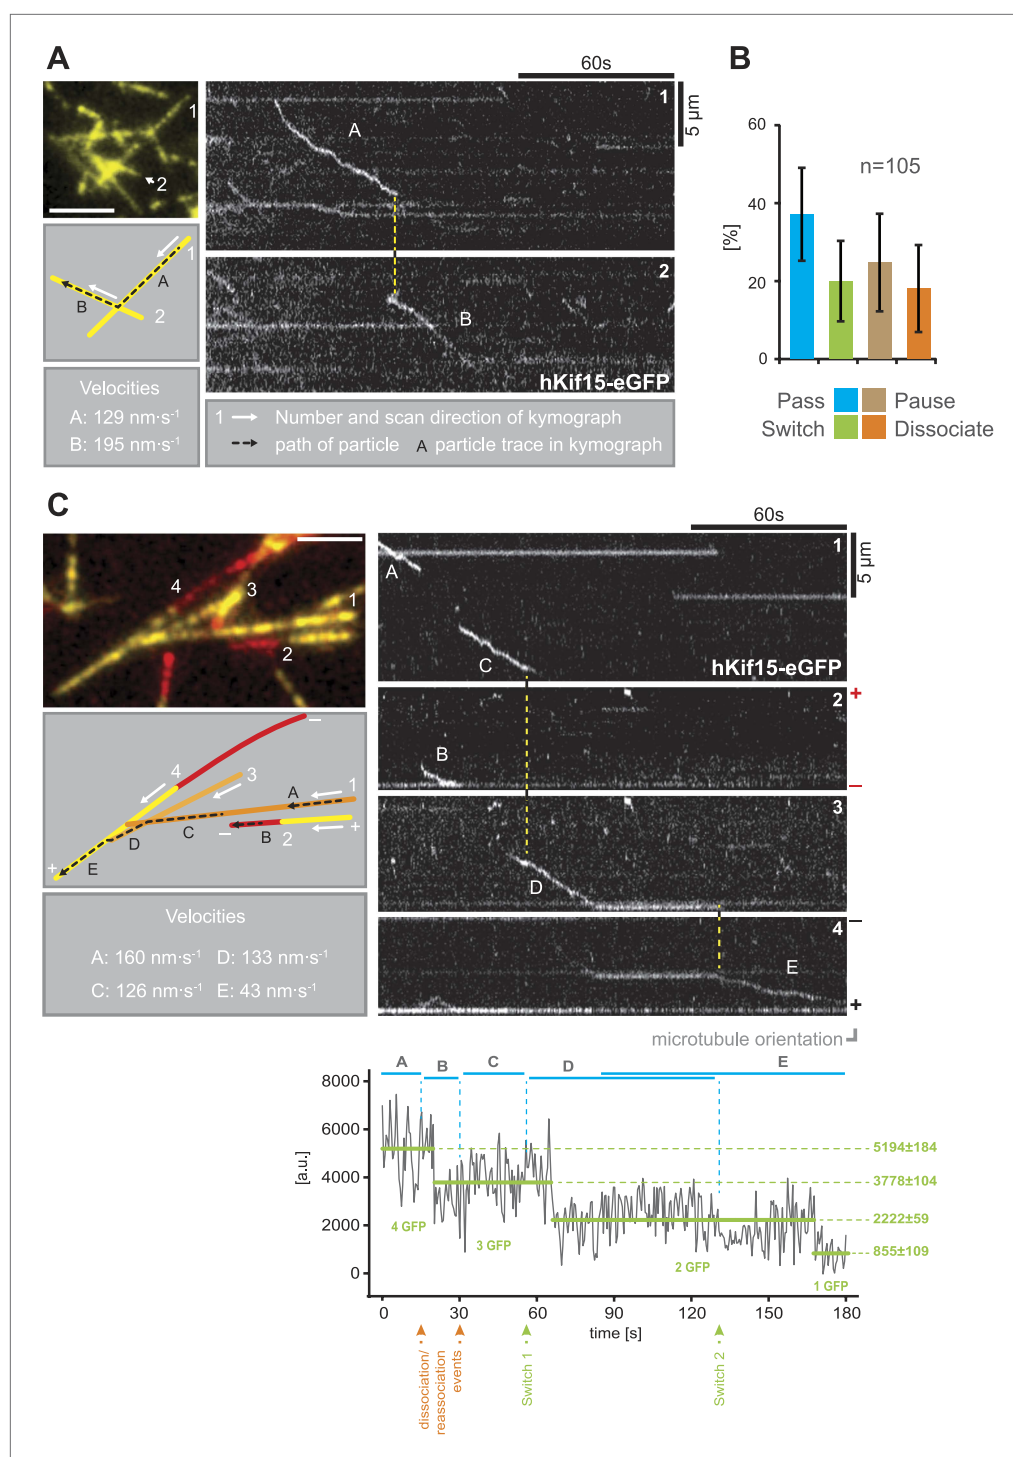 A
60s
1
5 µm
A
1
2
1
A
B
2
2
B
hKif15-eGFP
Velocities
A: 129 nm·s⁻¹
B: 195 nm·s⁻¹
1 Number and scan direction of kymograph
path of particle A particle trace in kymograph
B
60
40
20
0
[%]
n=105
Pass Pause
Switch Dissociate
C
60s
4
3
1
2
1
5 µm
A
C
hKif15-eGFP
2
+
B
–
3
D
4
–
E
+
microtubule orientation
–
4
3
A
1
C
B
–
2
+
D
E
+
Velocities
A: 160 nm·s⁻¹ D: 133 nm·s⁻¹
C: 126 nm·s⁻¹ E: 43 nm·s⁻¹
A B C D E
8000
6000
4000
2000
0
[a.u.]
5194±184
3778±104
2222±59
855±109
4 GFP
3 GFP
2 GFP
1 GFP
0 30 60 90 120 150 180
time [s]
dissociation/
reassociation
events
Switch 1
Switch 2